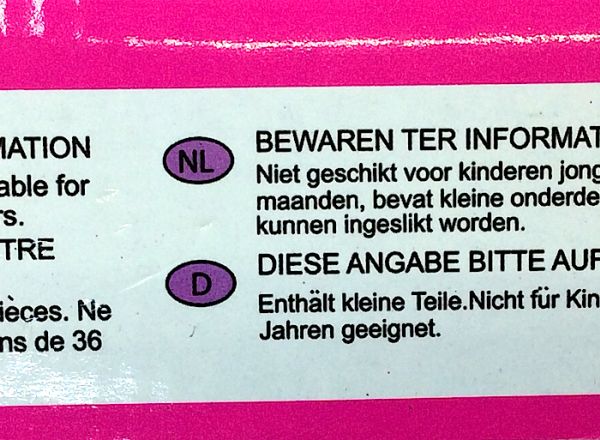 MATION
able for
rs.
TRE
ièces. Ne
ns de 36
NL
BEWAREN TER INFORMAT
Niet geschikt voor kinderen jong
maanden, bevat kleine onderde
kunnen ingeslikt worden.
D
DIESE ANGABE BITTE AUF
Enthält kleine Teile.Nicht für Kin
Jahren geeignet.